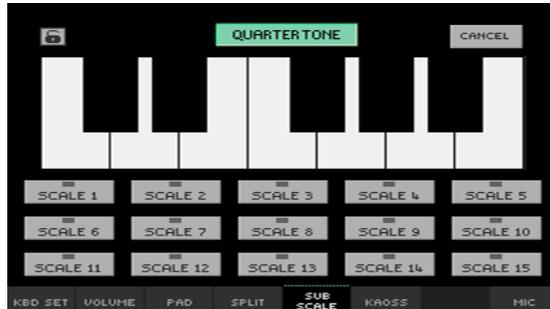 QUARTER TONE
CANCEL
SCALE 1 SCALE 2 SCALE 3 SCALE 4 SCALE 5
SCALE 6 SCALE 7 SCALE 8 SCALE 9 SCALE 10
SCALE 11 SCALE 12 SCALE 13 SCALE 14 SCALE 15
KBD SET VOLUME PAD SPLIT SUB SCALE KAOSS MIC